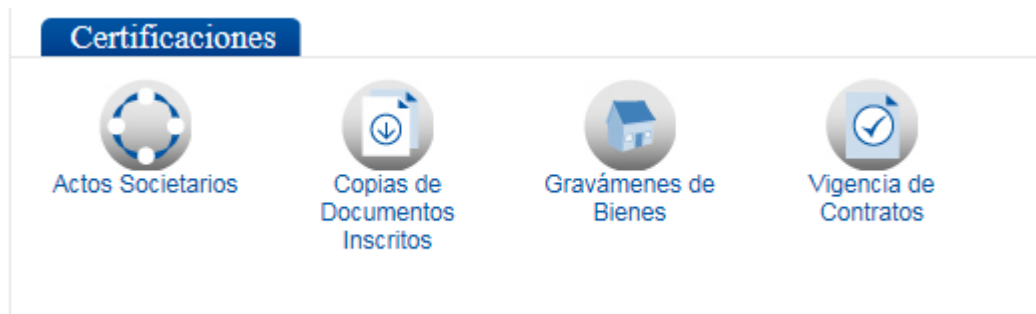 Certificaciones
Actos Societarios
Copias de
Documentos
Inscritos
Gravámenes de
Bienes
Vigencia de
Contratos